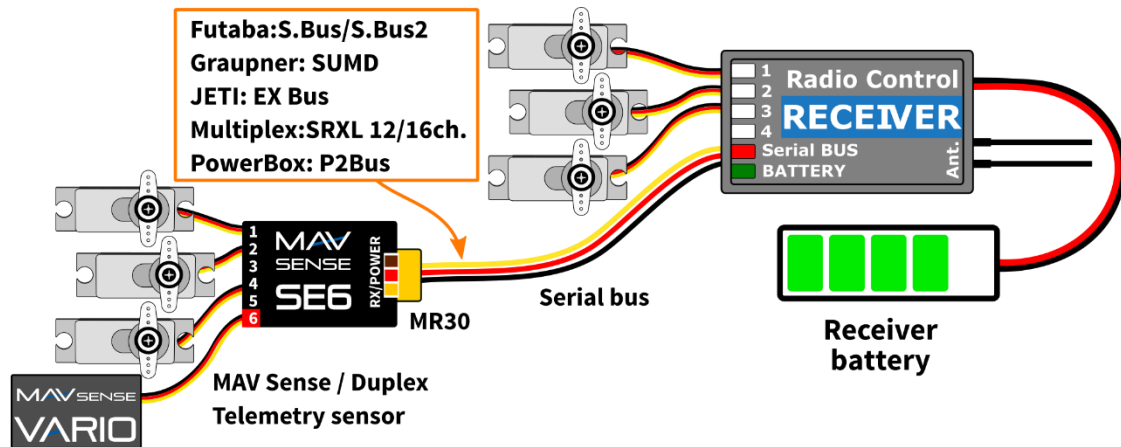 Futaba:S.Bus/S.Bus2
Graupner: SUMD
JETI: EX Bus
Multiplex:SRXL 12/16ch.
PowerBox: P2Bus
1
2
3
4
Radio Control
RECEIVER
Serial BUS
BATTERY
Ant.
1
2
3
4
5
6
MAV
SENSE
SE6
RX/POWER
MR30
Serial bus
Receiver
battery
MAV Sense / Duplex
Telemetry sensor
MAV SENSE
VARIO